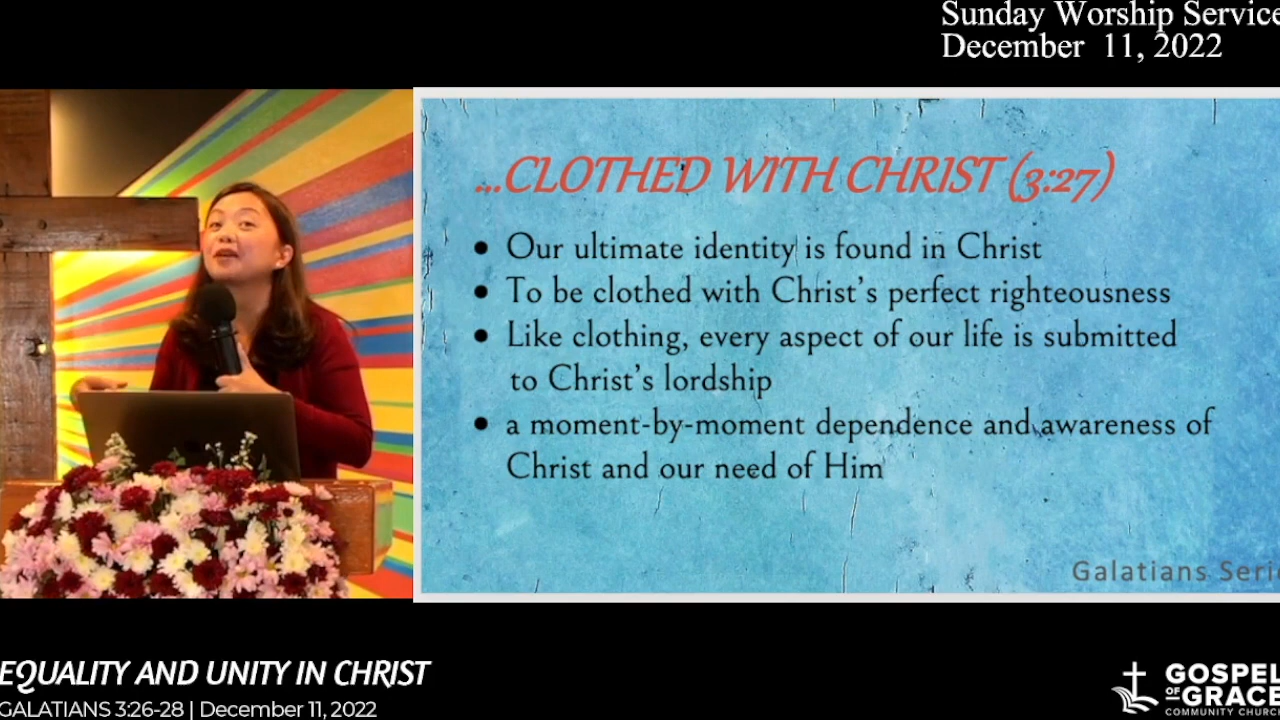 Sunday Worship Service
December 11, 2022
...CLOTHED WITH CHRIST (3:27)
• Our ultimate identity is found in Christ
• To be clothed with Christ's perfect righteousness
• Like clothing, every aspect of our life is submitted
to Christ's lordship
• a moment-by-moment dependence and awareness of
Christ and our need of Him
Galatians Seri
EQUALITY AND UNITY IN CHRIST
GALATIANS 3:26-28 | December 11, 2022
GOSPEL
OF GRACE
COMMUNITY CHURCH